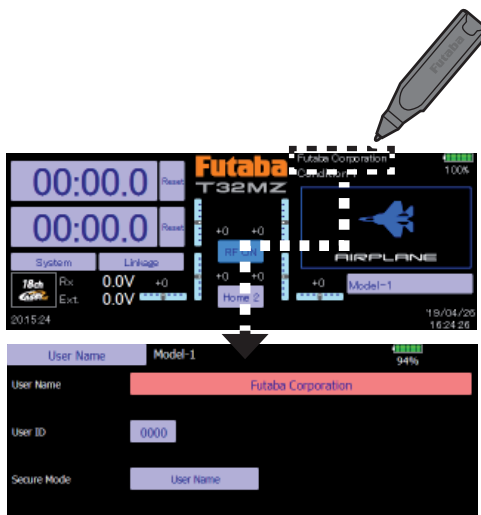 Futaba
Futaba
T32MZ
Futaba Corporation
Condition 1
100%
00:00.0
Reset
00:00.0
Reset
+0 +0
RF ON
AIRPLANE
System
Linkage
+0 +0
18ch
Rx
0.0V
+0
+0
Model-1
Ext.
0.0V
Home 2
20:15:24
'19/04/26
16:24:26
User Name
Model-1
94%
User Name
Futaba Corporation
User ID
0000
Secure Mode
User Name